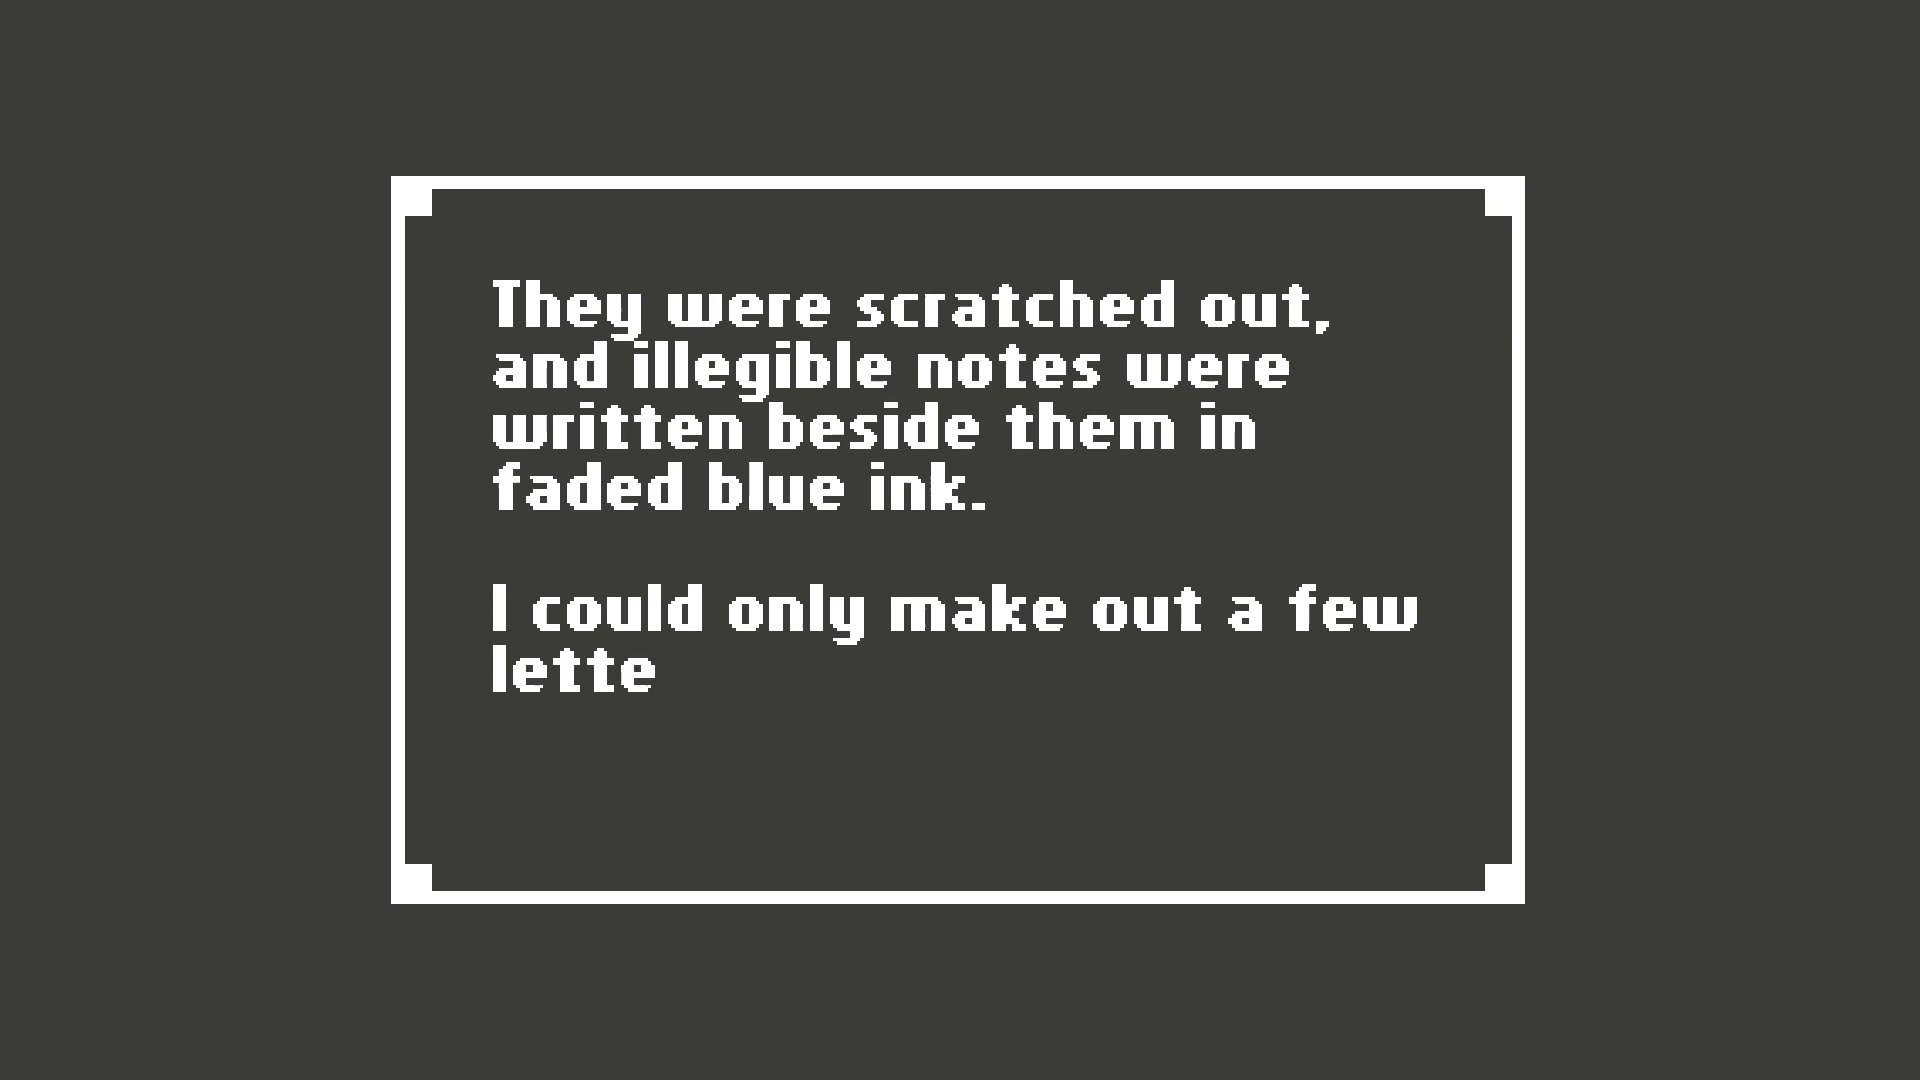 They were scratched out,
and illegible notes were
written beside them in
faded blue ink.
I could only make out a few
lette